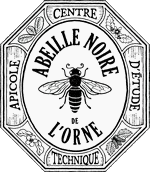 CENTRE
APICOLE
D'ÉTUDE
TECHNIQUE
ABEILLE NOIRE
DE
L'ORNE